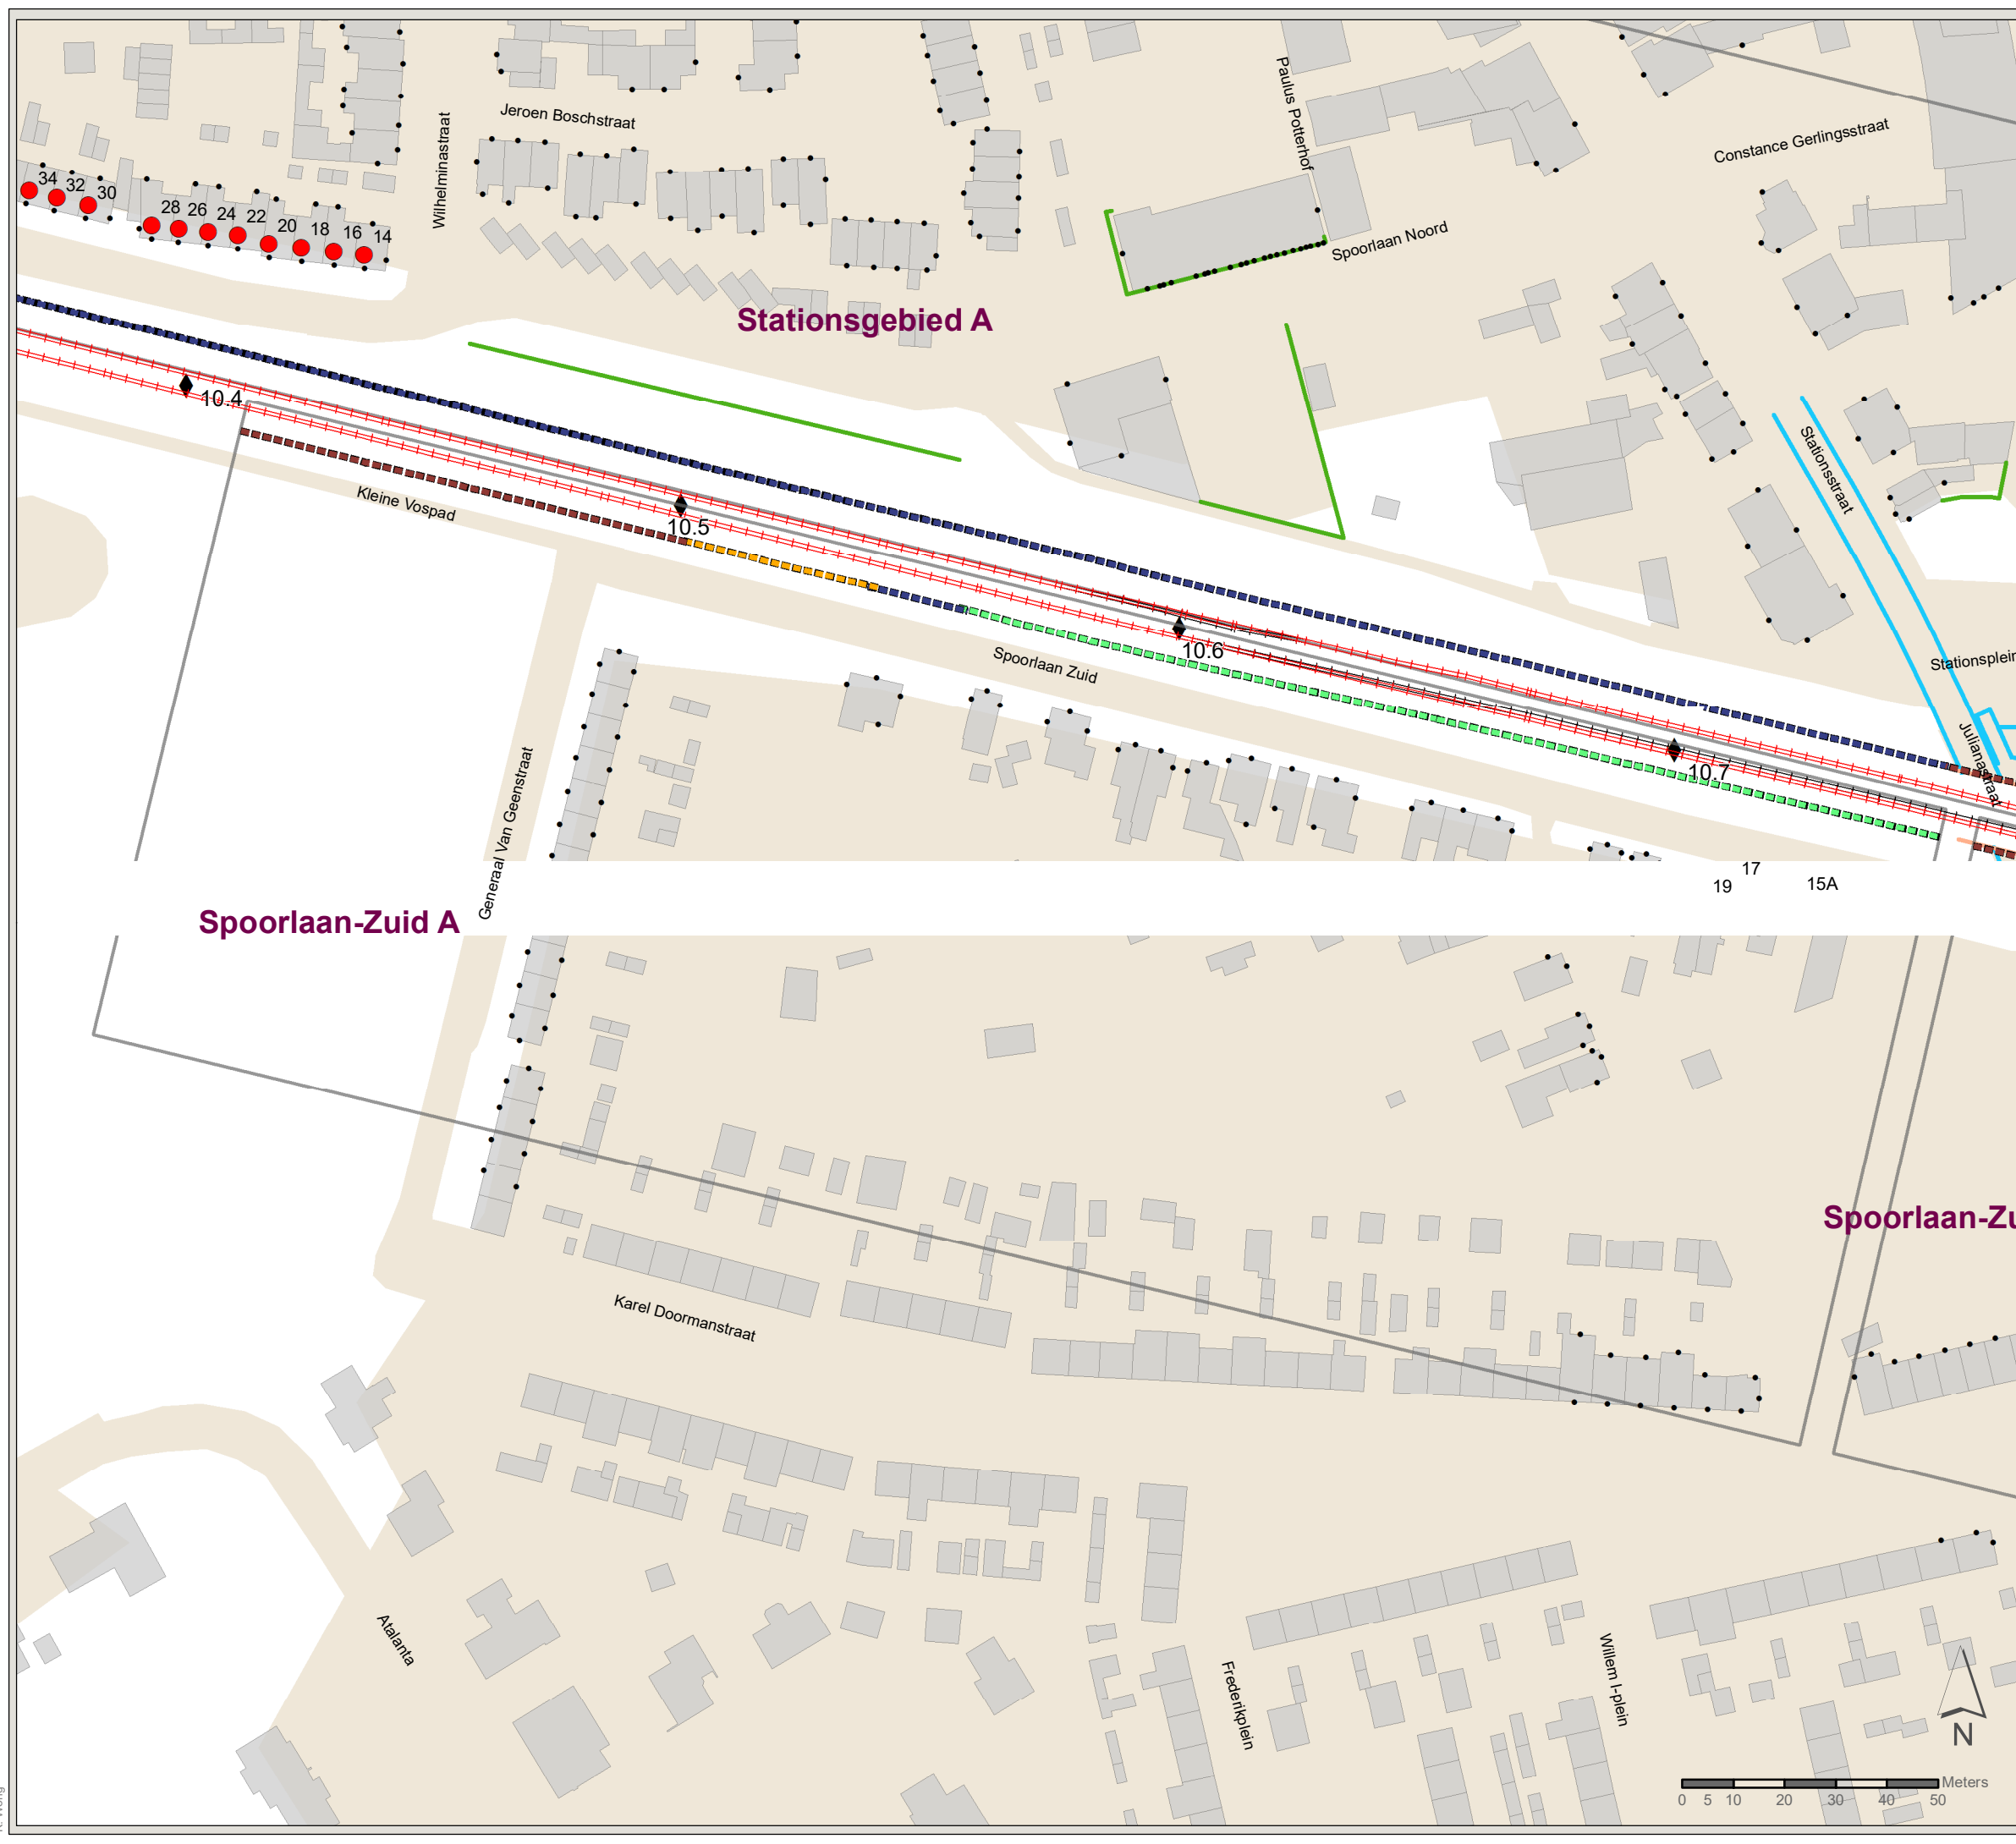 Jeroen Boschstraat
Wilhelminastraat
Paulus Potterhof
Constance Gerlingsstraat
34
32
30
28
26
24
22
20
18
16
14
Spoorlaan Noord
Stationsgebied A
10.4
Stationsstraat
Kleine Vospad
10.5
10.6
Spoorlaan Zuid
Stationsplein
Julianastraat
10.7
Generaal Van Geenstraat
17
19
15A
Spoorlaan-Zuid A
Spoorlaan-Zu
Karel Doormanstraat
Atalanta
Frederikplein
Willem I-plein
N
Meters
0 5 10 20 30 40 50